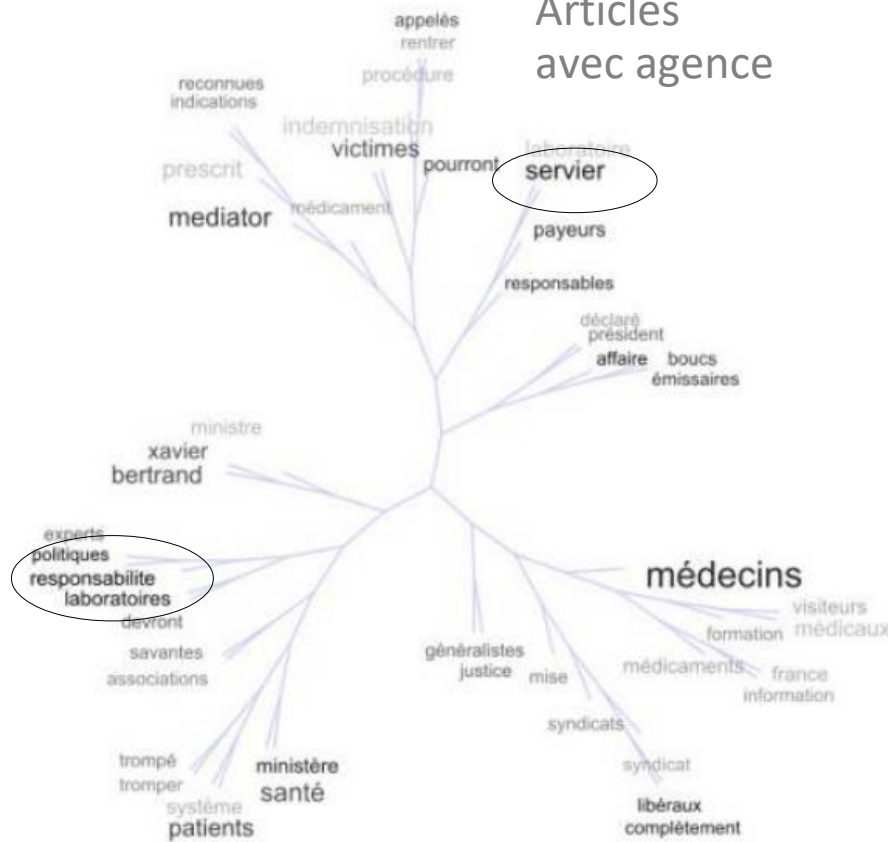 Articles
avec agence
appelés
rentrer
procédure
reconnues
indications
indemnisation
victimes
pourront
prescrit
médicament
mediator
laboratoire
servier
payeurs
responsables
déclaré
président
affaire
boucs
émissaires
ministre
xavier
bertrand
experts
politiques
responsabilite
laboratoires
devront
savantes
associations
trompé
tromper
système
patients
ministère
santé
généralistes
justice
mise
médecins
visiteurs
médicaux
formation
médicaments
france
information
syndicats
syndicat
libéraux
complètement